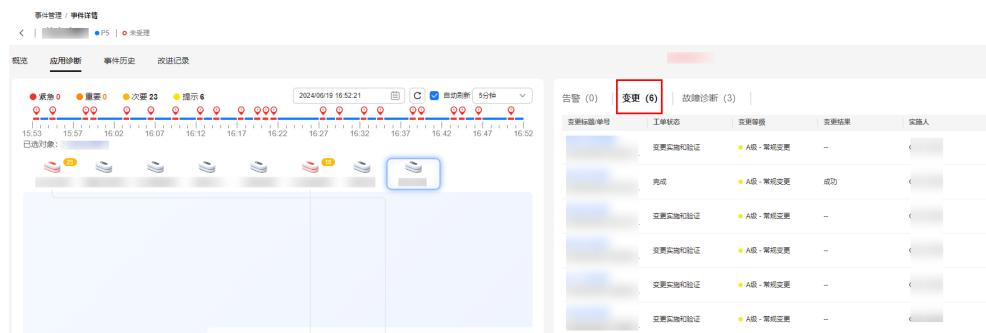 事件管理 / 事件详情
P5 未受理
概览 应用诊断 事件历史 改进记录
紧急 0 重要 0 次要 23 提示 6 2024/06/19 16:52:21 C 自动刷新 5分钟
15:53 15:57 16:02 16:07 16:12 16:17 16:22 16:27 16:32 16:37 16:42 16:47 16:52
已选对象：
25 18
告警（0） 变更（6） 故障诊断（3）
变更标题/单号 工单状态 变更等级 变更结果 实施人
变更实施和验证 A级 - 常规变更 --
完成 A级 - 常规变更 成功
变更实施和验证 A级 - 常规变更 --
变更实施和验证 A级 - 常规变更 --
变更实施和验证 A级 - 常规变更 --
变更实施和验证 A级 - 常规变更 --